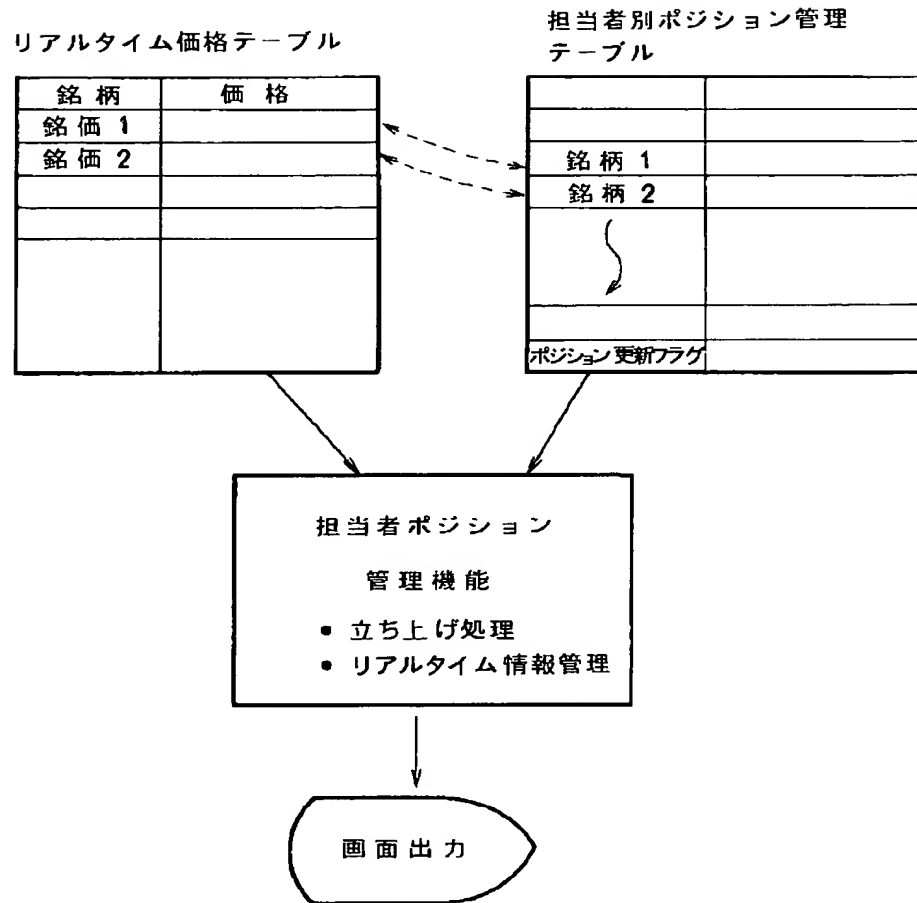 リアルタイム価格テーブル
担当者別ポジション管理
テーブル
銘柄 価格
銘価1
銘価2
銘柄1
銘柄2
ポジション更新フラグ
担当者ポジション
管理機能
• 立ち上げ処理
• リアルタイム情報管理
画面出力